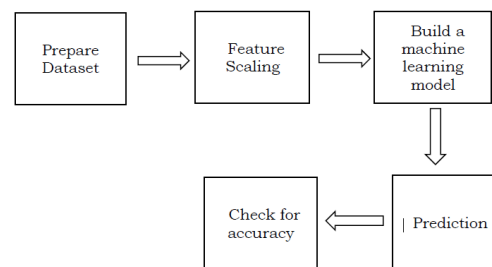 Prepare
Dataset
Feature
Scaling
Build a
machine
learning
model
| Prediction
Check for
accuracy